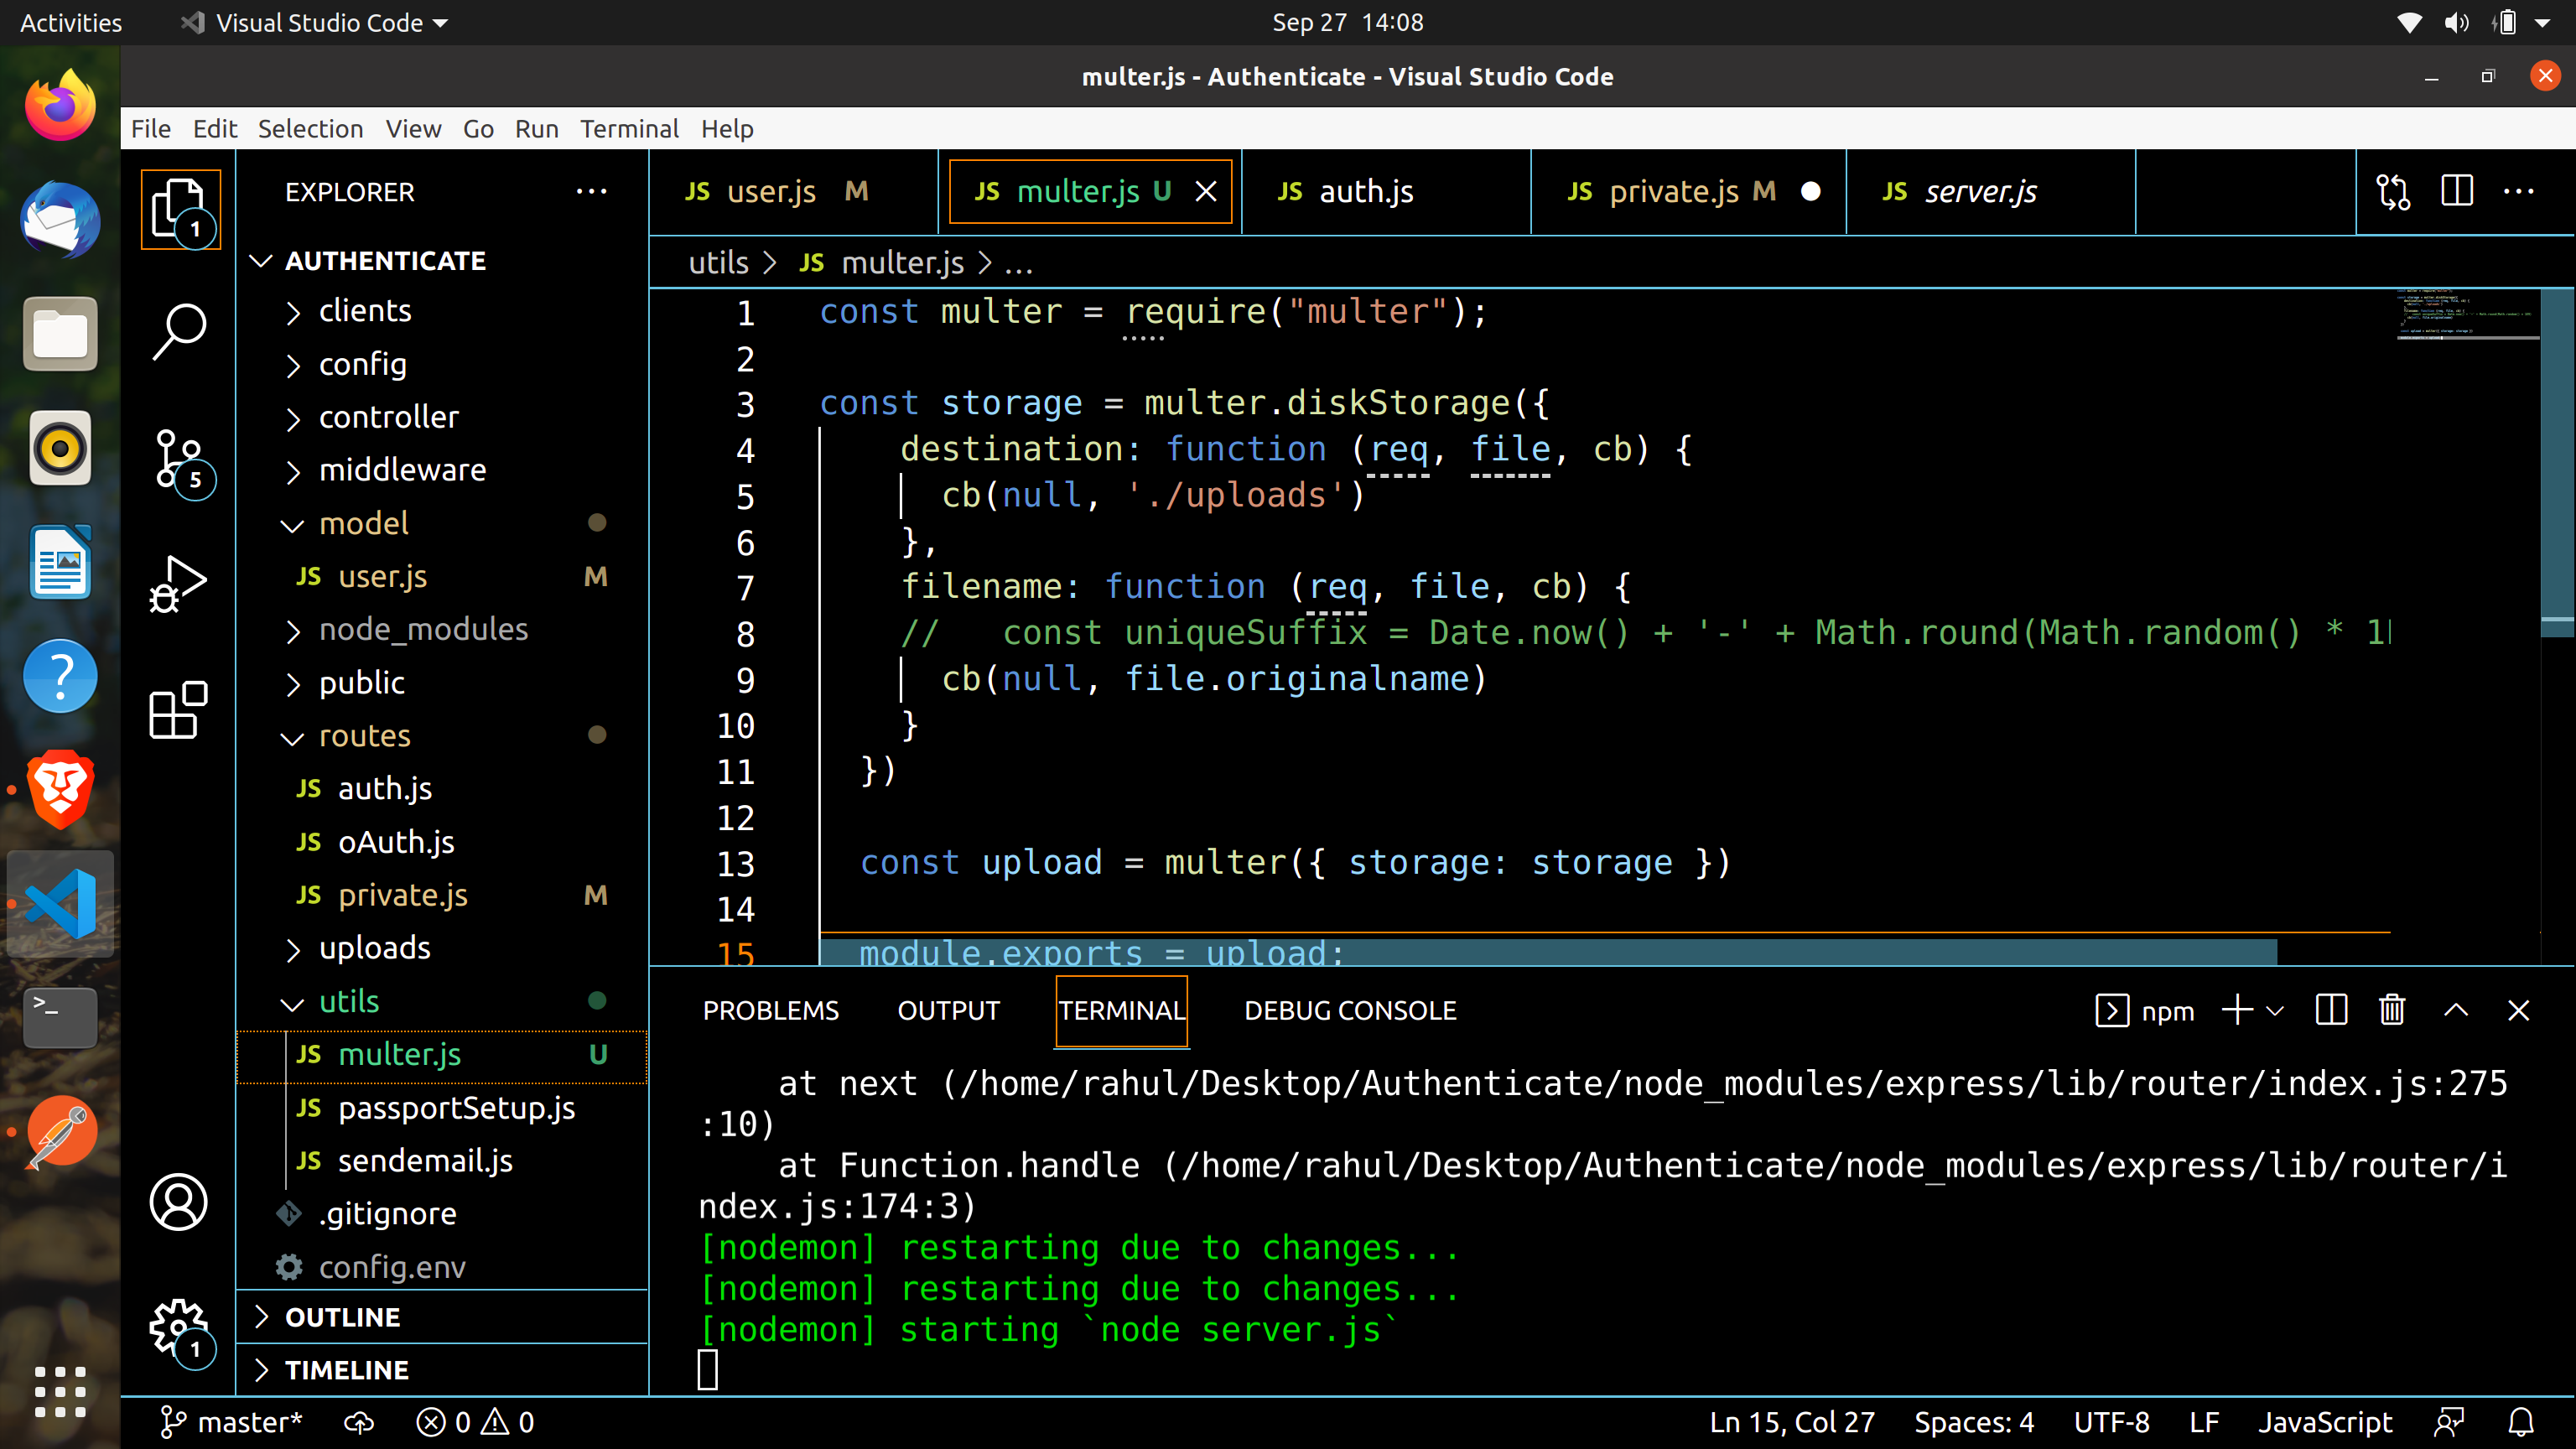 Activities Visual Studio Code Sep 27 14:08
multer.js - Authenticate - Visual Studio Code
File Edit Selection View Go Run Terminal Help
EXPLORER
AUTHENTICATE
clients
config
controller
middleware
model
JS user.js M
node_modules
public
routes
JS auth.js
JS oAuth.js
JS private.js M
uploads
utils
JS multer.js U
JS passportSetup.js
JS sendemail.js
.gitignore
config.env
OUTLINE
TIMELINE
1
5
1
JS user.js M JS multer.js U JS auth.js JS private.js M JS server.js
utils > JS multer.js > ...
1 const multer = require("multer");
2
3 const storage = multer.diskStorage({
4 destination: function (req, file, cb) {
5 cb(null, './uploads')
6 },
7 filename: function (req, file, cb) {
8 // const uniqueSuffix = Date.now() + '-' + Math.round(Math.random() * 1
9 cb(null, file.originalname)
10 }
11 })
12
13 const upload = multer({ storage: storage })
14
15 module.exports = upload;
PROBLEMS OUTPUT TERMINAL DEBUG CONSOLE npm
at next (/home/rahul/Desktop/Authenticate/node_modules/express/lib/router/index.js:275
:10)
at Function.handle (/home/rahul/Desktop/Authenticate/node_modules/express/lib/router/i
ndex.js:174:3)
[nodemon] restarting due to changes...
[nodemon] restarting due to changes...
[nodemon] starting `node server.js`
master* 0 0 Ln 15, Col 27 Spaces: 4 UTF-8 LF JavaScript